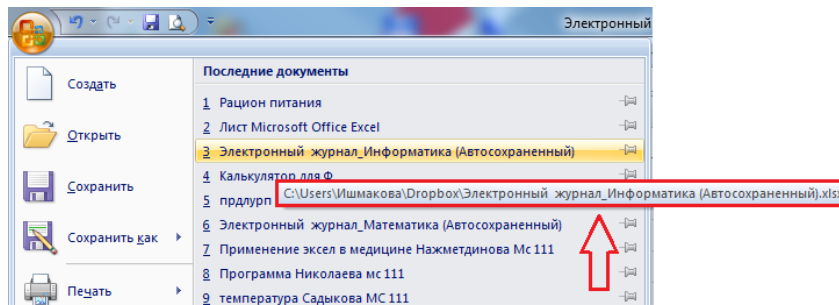 Электронный
Последние документы
Создать
Открыть
Сохранить
Сохранить как
Печать
1 Рацион питания
2 Лист Microsoft Office Excel
3 Электронный журнал_Информатика (Автосохраненный)
4 Калькулятор для Ф
C:\Users\Ишмакова\Dropbox\Электронный журнал_Информатика (Автосохраненный).xlsx
5 прдлурп
6 Электронный журнал_Математика (Автосохраненный)
7 Применение эксел в медицине Нажметдинова Мс 111
8 Программа Николаева мс 111
9 температура Садыкова МС 111